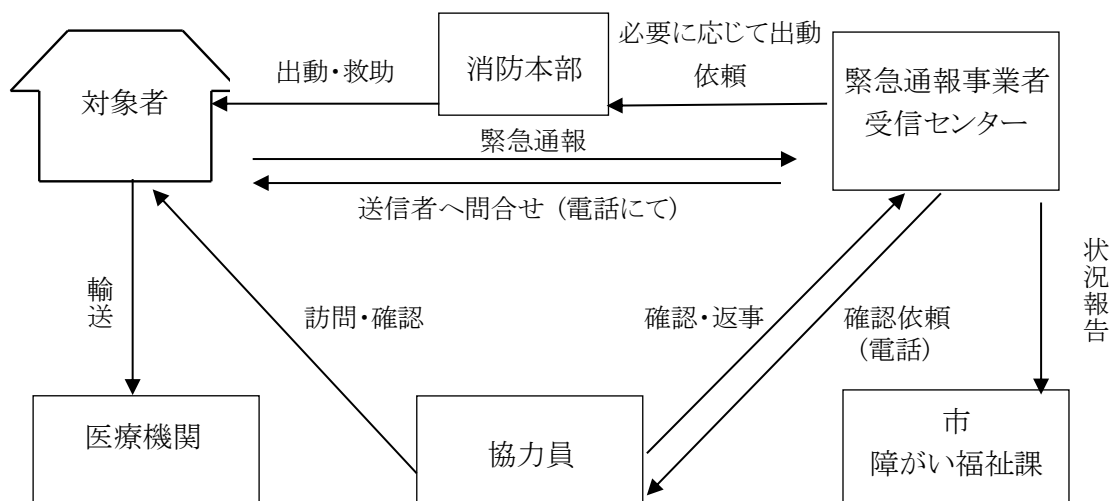 必要に応じて出動
依頼
消防本部
出動・救助
対象者
緊急通報事業者
受信センター
緊急通報
送信者へ問合せ（電話にて）
輸送
訪問・確認
確認・返事
確認依頼
（電話）
状況報告
医療機関
協力員
市
障がい福祉課